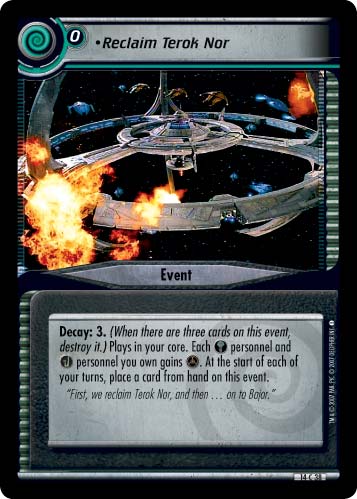 0
•Reclaim Terok Nor
Event
Decay: 3. (When there are three cards on this event,
destroy it.) Plays in your core. Each personnel and
personnel you own gains . At the start of each of
your turns, place a card from hand on this event.
"First, we reclaim Terok Nor, and then ... on to Bajor."
14 C 38